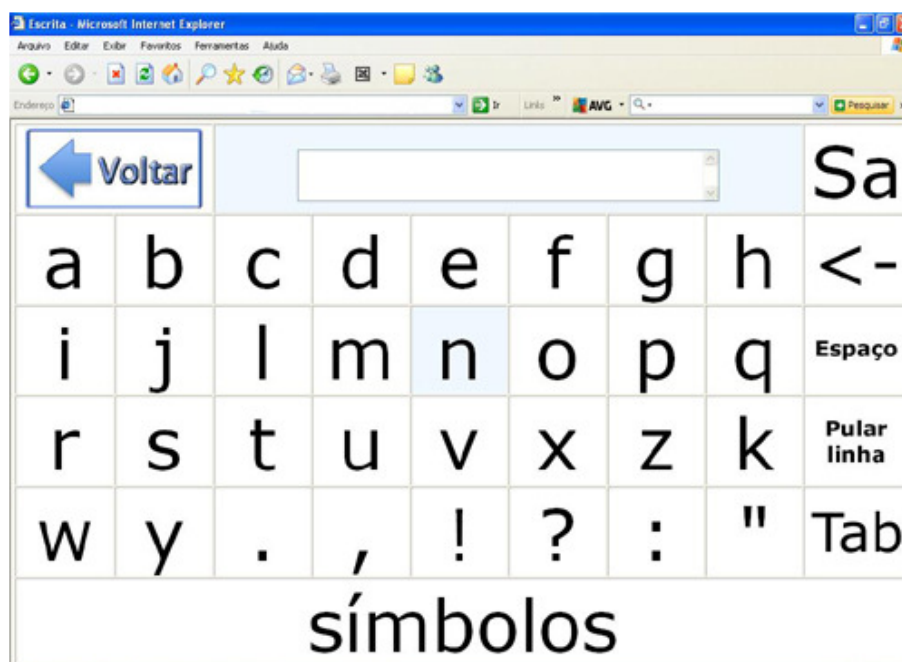 Escrita - Microsoft Internet Explorer
Arquivo Editar Exibir Favoritos Ferramentas Ajuda
Endereço Ir Links » AVG Pesquisar
Voltar Sa
a b c d e f g h <-
i j l m n o p q Espaço
r s t u v x z k Pular
linha
w y . , ! ? : " Tab
símbolos